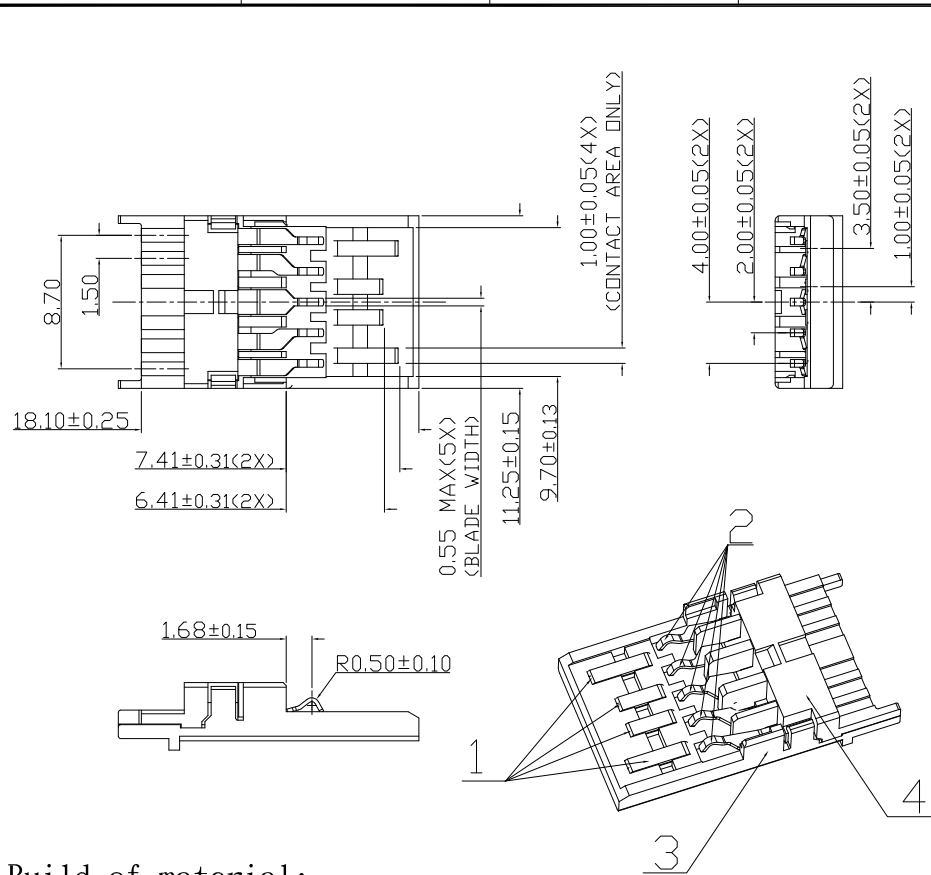 1.00±0.05(4X)
(CONTACT AREA ONLY)
4.00±0.05(2X)
2.00±0.05(2X)
3.50±0.05(2X)
1.00±0.05(2X)
8.70
1.50
18.10±0.25
7.41±0.31(2X)
6.41±0.31(2X)
0.55 MAX(5X)
(BLADE WIDTH)
11.25±0.15
9.70±0.13
2
1.68±0.15
R0.50±0.10
1
4
3
Build of material: